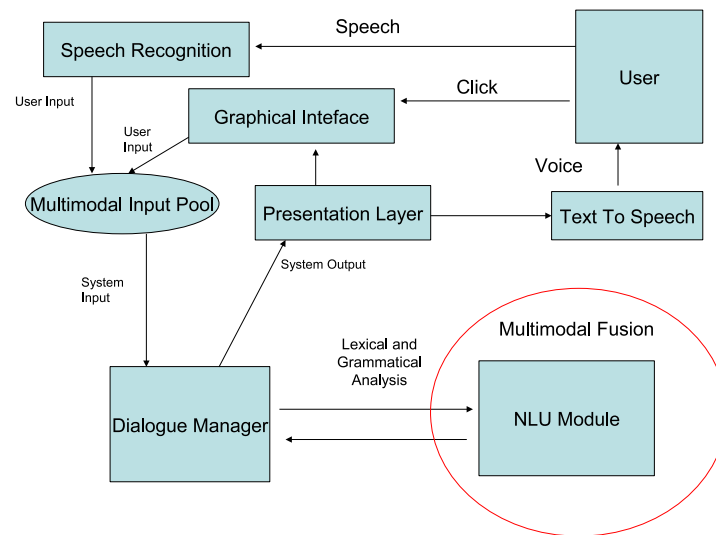 Speech
Speech Recognition
User
Click
User Input
Graphical Inteface
User
Input
Voice
Multimodal Input Pool
Presentation Layer
Text To Speech
System Output
System
Input
Multimodal Fusion
Lexical and
Grammatical
Analysis
Dialogue Manager
NLU Module